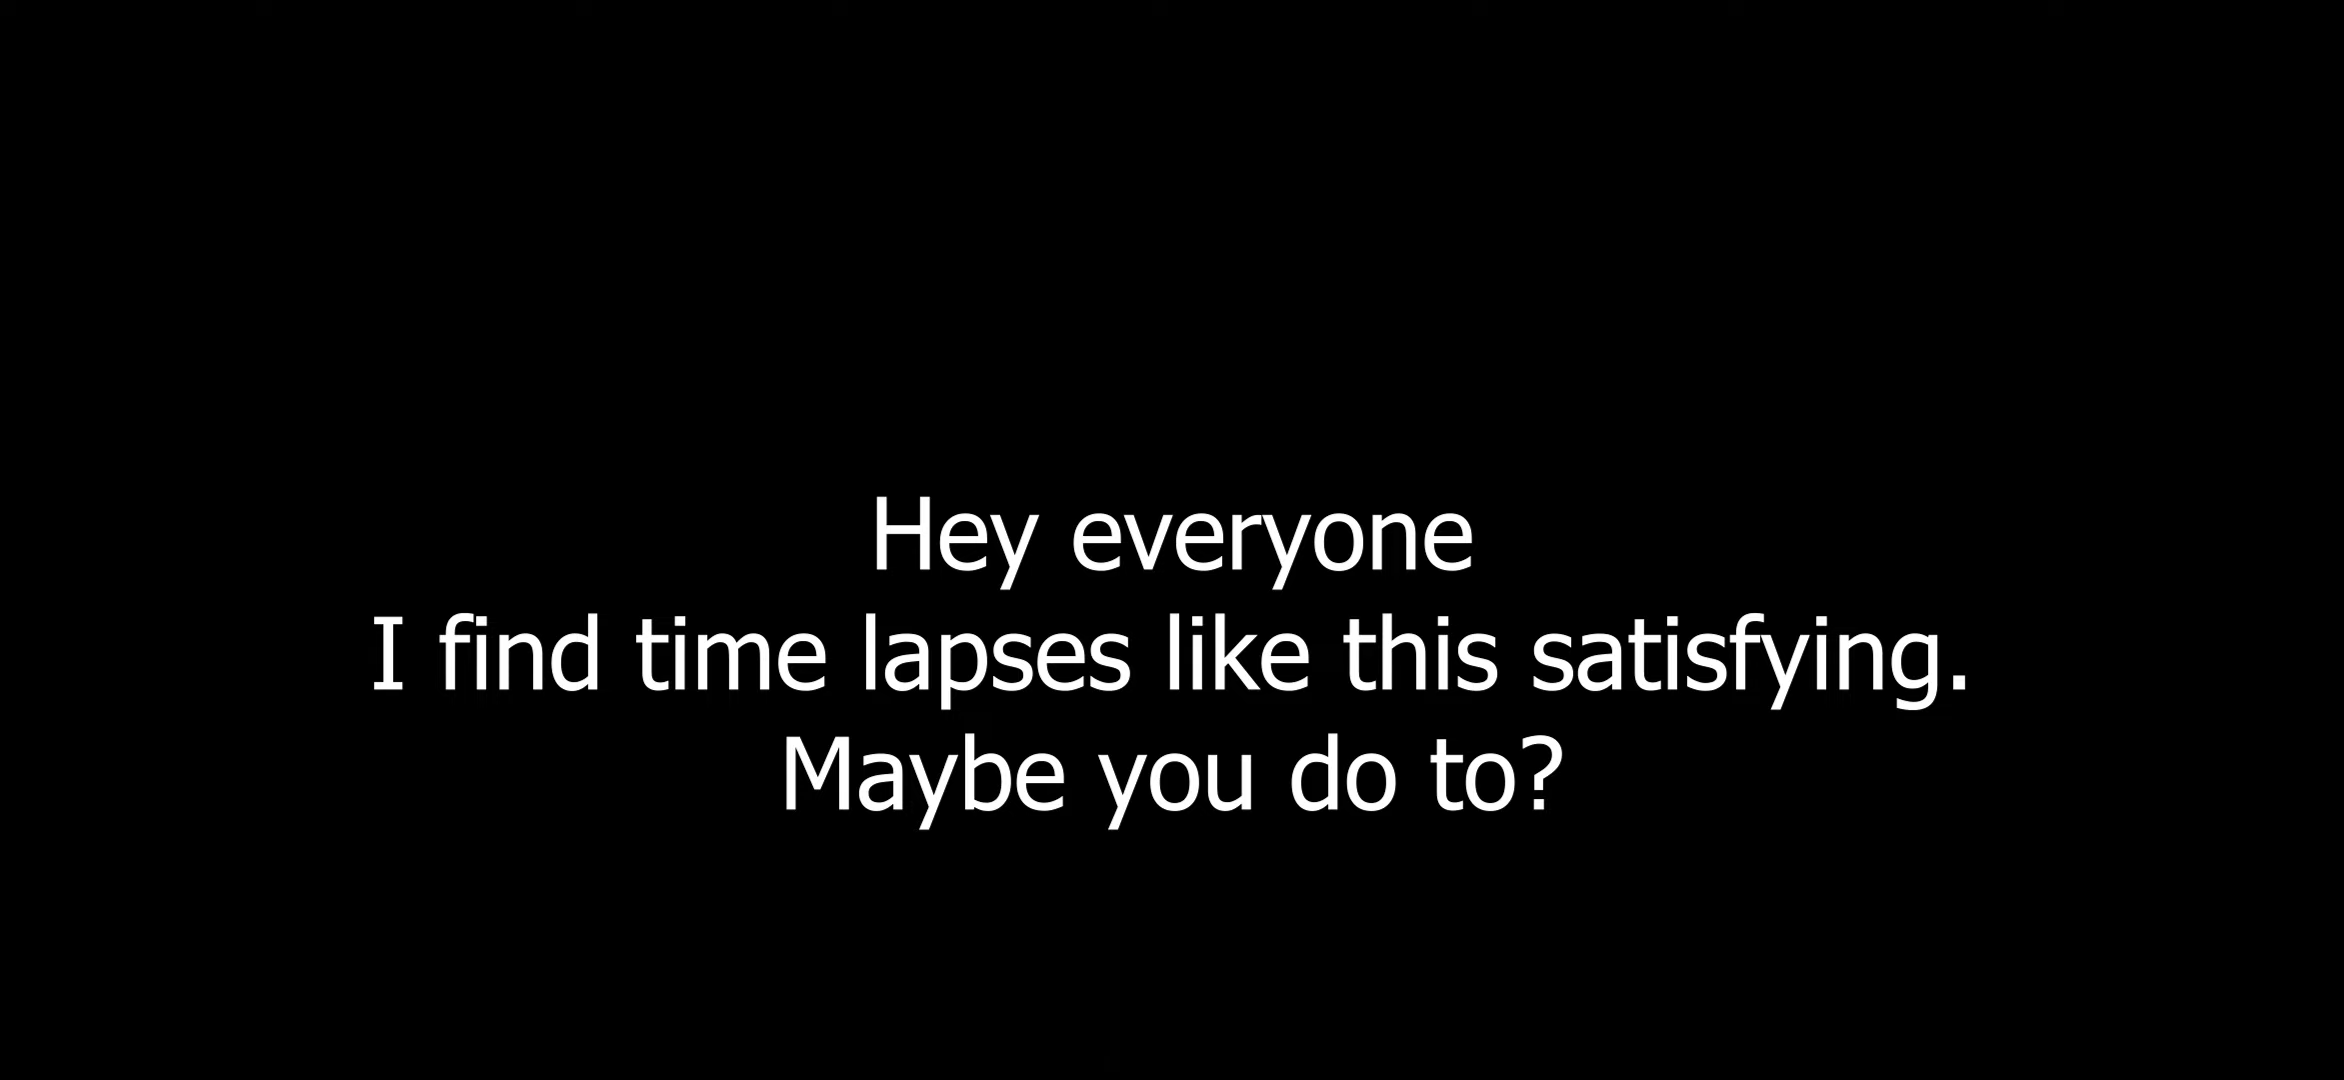 Hey everyone
I find time lapses like this satisfying.
Maybe you do to?